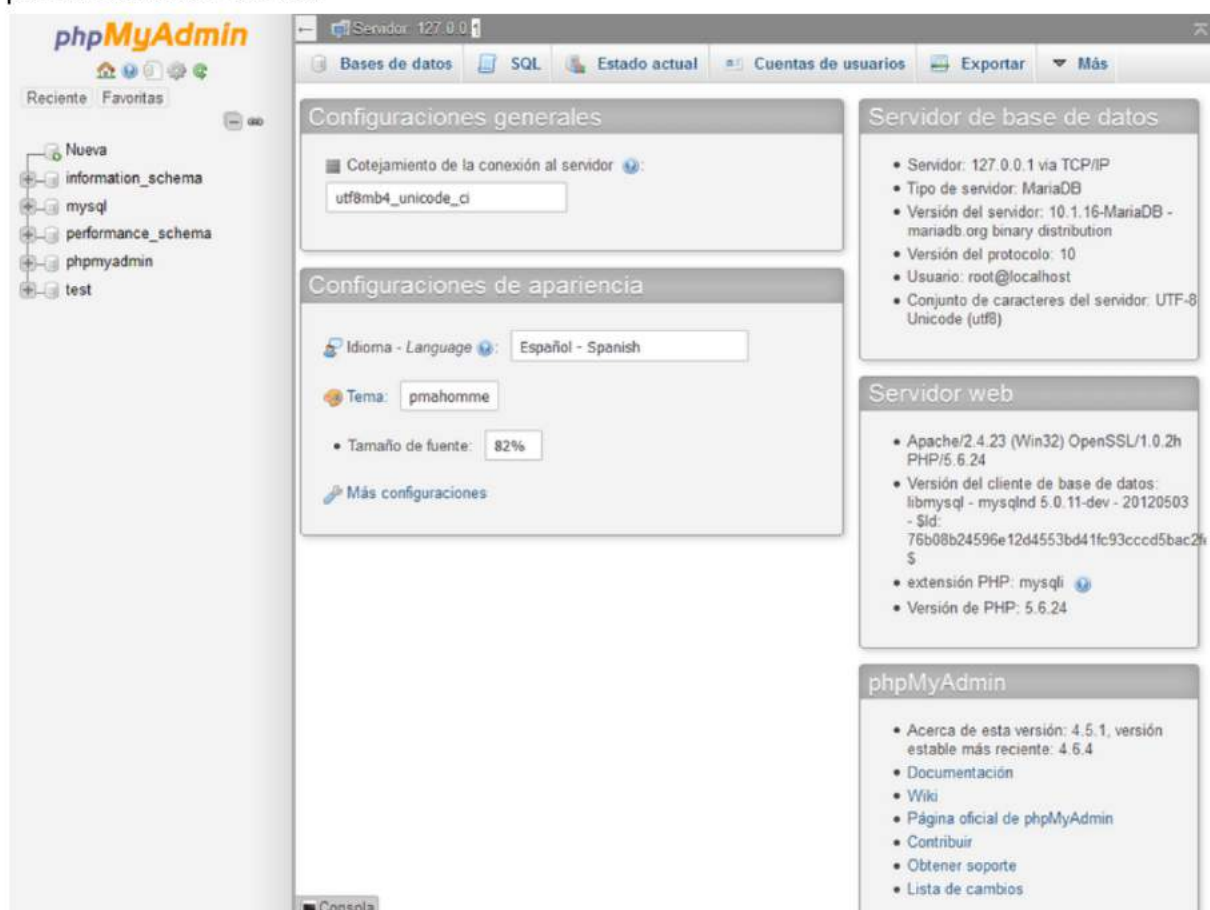 phpMyAdmin
Reciente Favoritas
Nueva
information_schema
mysql
performance_schema
phpmyadmin
test
Servidor: 127.0.0.1
Bases de datos SQL Estado actual Cuentas de usuarios Exportar Más
Configuraciones generales
Cotejamiento de la conexión al servidor :
utf8mb4_unicode_ci
Configuraciones de apariencia
Idioma - Language : Español - Spanish
Tema: pmahomme
• Tamaño de fuente: 82%
Más configuraciones
Servidor de base de datos
• Servidor: 127.0.0.1 via TCP/IP
• Tipo de servidor: MariaDB
• Versión del servidor: 10.1.16-MariaDB -
mariadb.org binary distribution
• Versión del protocolo: 10
• Usuario: root@localhost
• Conjunto de caracteres del servidor: UTF-8
Unicode (utf8)
Servidor web
• Apache/2.4.23 (Win32) OpenSSL/1.0.2h
PHP/5.6.24
• Versión del cliente de base de datos:
libmysql - mysqlnd 5.0.11-dev - 20120503
- $Id:
76b08b24596e12d4553bd41fc93cccd5bac2f
$
• extensión PHP: mysqli
• Versión de PHP: 5.6.24
phpMyAdmin
• Acerca de esta versión: 4.5.1, versión
estable más reciente: 4.6.4
• Documentación
• Wiki
• Página oficial de phpMyAdmin
• Contribuir
• Obtener soporte
• Lista de cambios
Consola